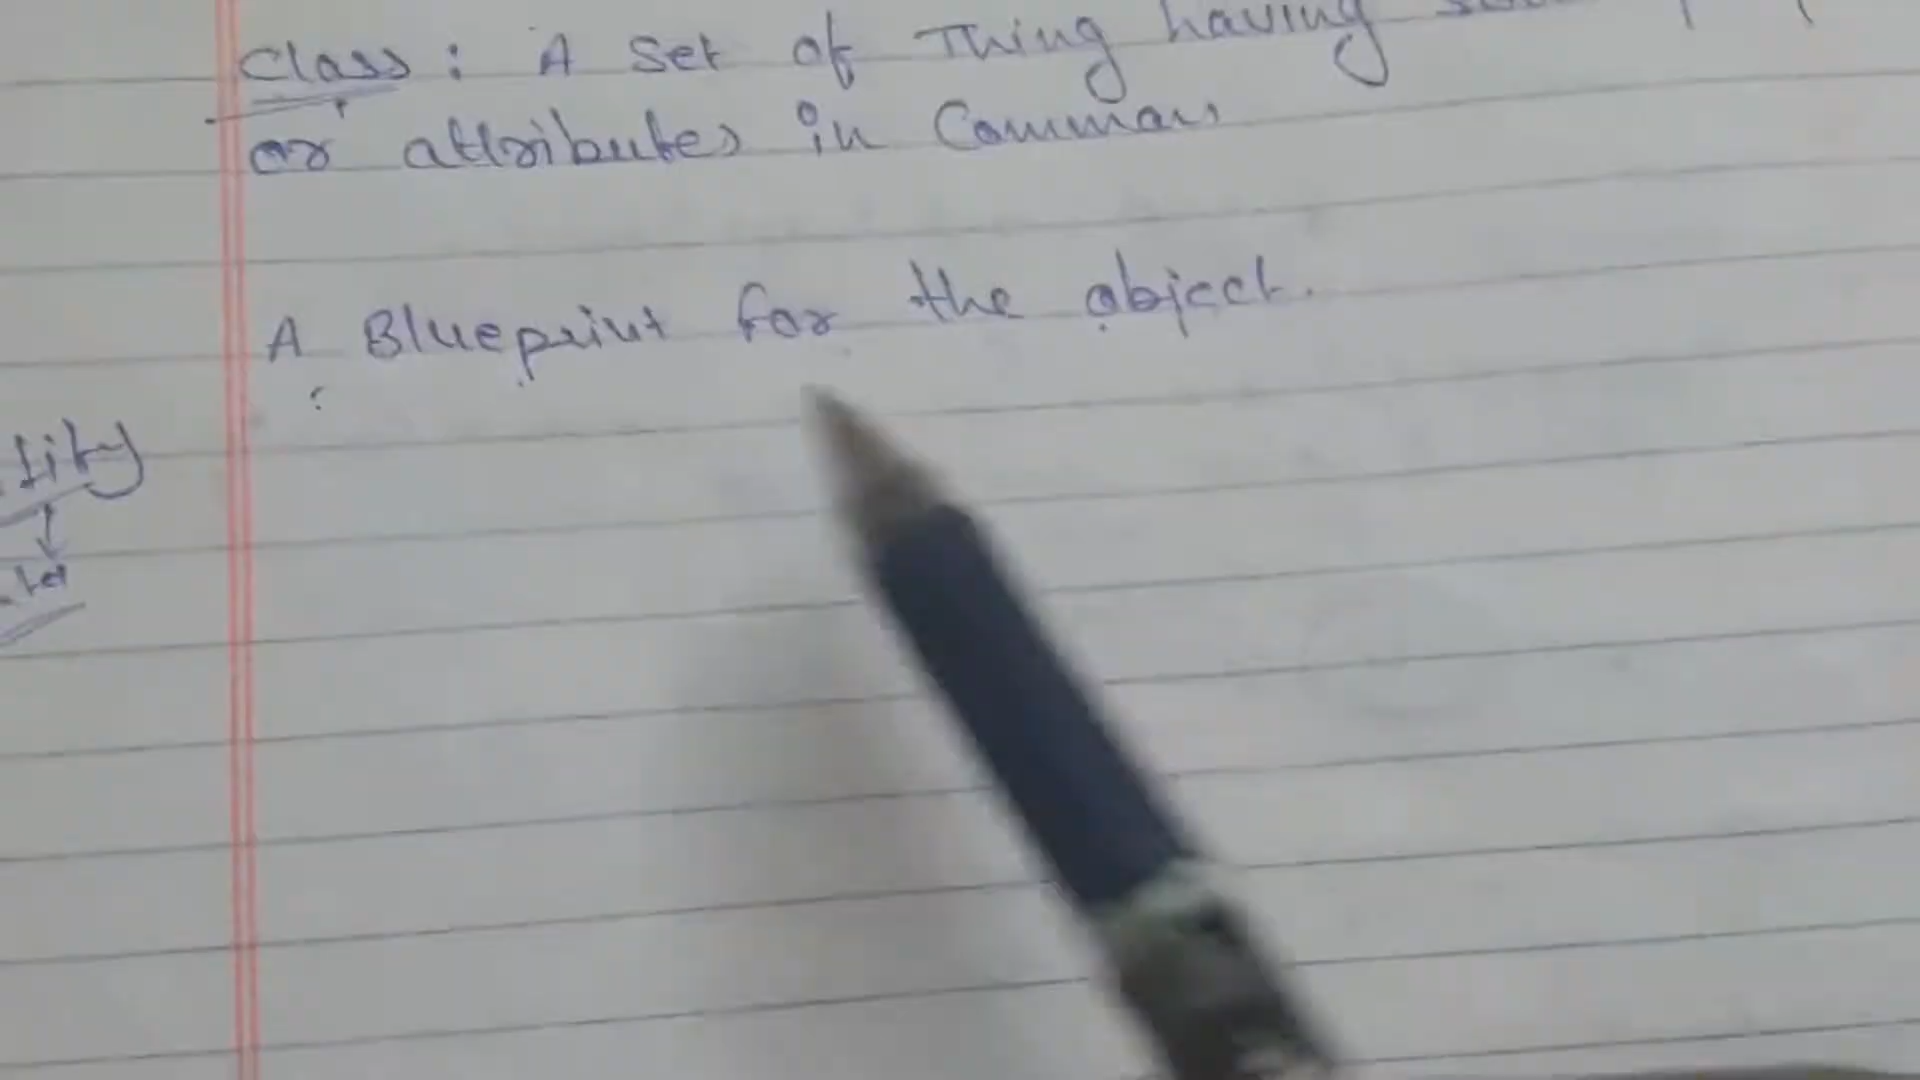 Class : A Set of Thing having
or attributes in Common
A Blueprint for the object.